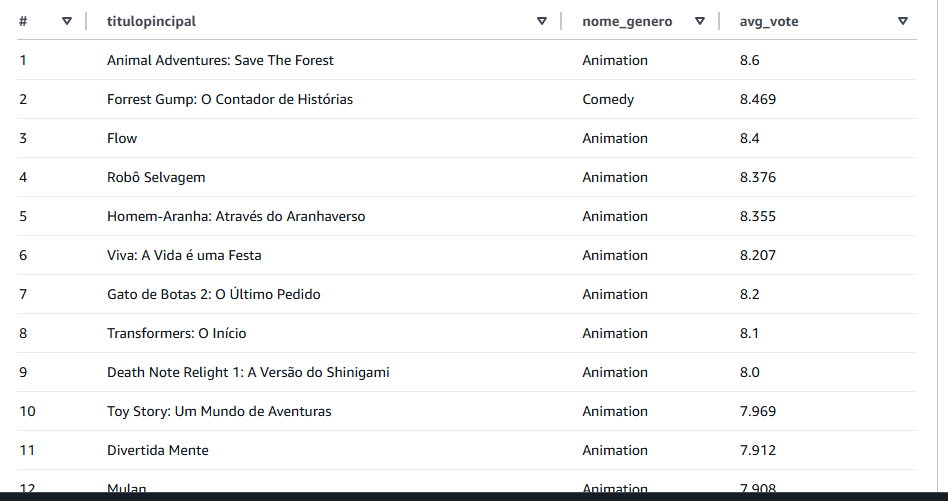 # titulopincipal nome_genero avg_vote
1 Animal Adventures: Save The Forest Animation 8.6
2 Forrest Gump: O Contador de Histórias Comedy 8.469
3 Flow Animation 8.4
4 Robô Selvagem Animation 8.376
5 Homem-Aranha: Através do Aranhaverso Animation 8.355
6 Viva: A Vida é uma Festa Animation 8.207
7 Gato de Botas 2: O Último Pedido Animation 8.2
8 Transformers: O Início Animation 8.1
9 Death Note Relight 1: A Versão do Shinigami Animation 8.0
10 Toy Story: Um Mundo de Aventuras Animation 7.969
11 Divertida Mente Animation 7.912
12 Mulan Animation 7.908